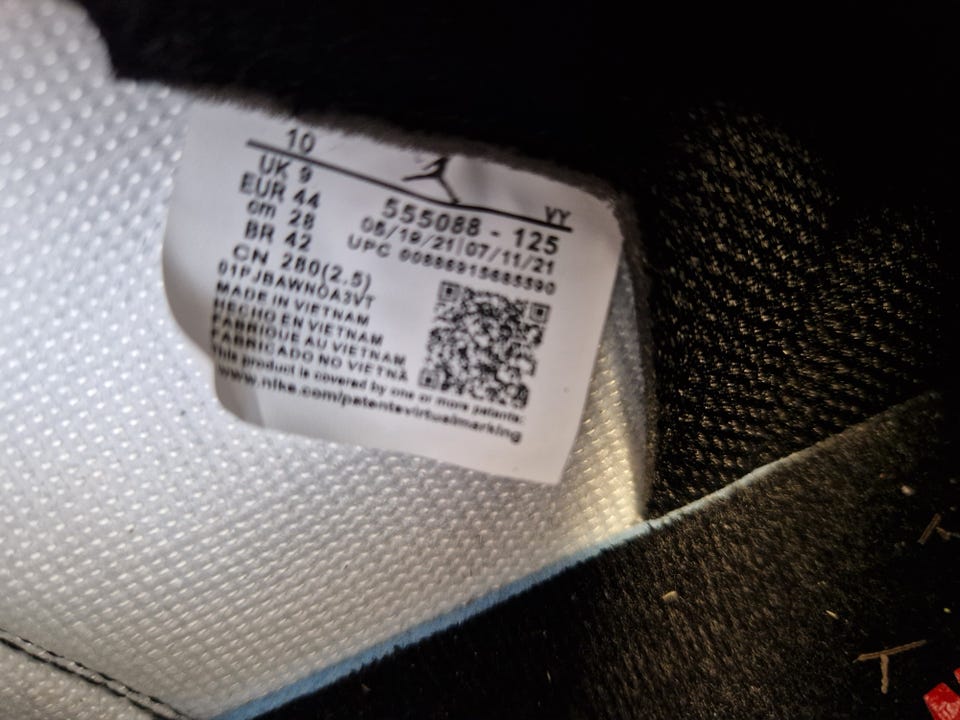 10
VY
UK 9
EUR 44
cm 28
BR 42
CN 280(2.5)
555088 - 125
05/19/21|07/11/21
UPC 00886915685590
01PJBAWNOA3VT
MADE IN VIETNAM
HECHO EN VIETNAM
FABRIQUE AU VIETNAM
FABRICADO NO VIETNÃ
This product is covered by one or more patents:
www.nike.com/patentsvirtualmarking